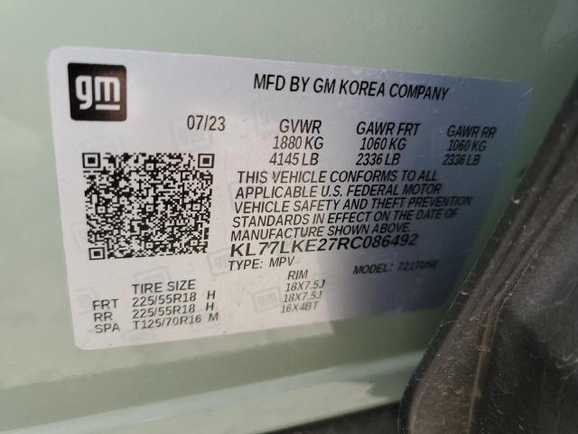 gm
MFD BY GM KOREA COMPANY
07/23 GVWR GAWR FRT GAWR RR
1880 KG 1060 KG 1060 KG
4145 LB 2336 LB 2336 LB
THIS VEHICLE CONFORMS TO ALL
APPLICABLE U.S. FEDERAL MOTOR
VEHICLE SAFETY AND THEFT PREVENTION
STANDARDS IN EFFECT ON THE DATE OF
MANUFACTURE SHOWN ABOVE.
KL77LKE27RC086492
TYPE: MPV MODEL:
TIRE SIZE RIM
FRT 225/55R18 H 18X7.5J
RR 225/55R18 H 18X7.5J
SPA T125/70R16 M 16X4BT